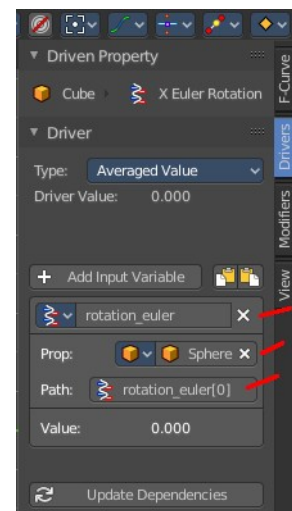 Driven Property
Cube X Euler Rotation
Driver
Type: Averaged Value
Driver Value: 0.000
Add Input Variable
rotation_euler
Prop: Sphere
Path: rotation_euler[0]
Value: 0.000
Update Dependencies
F-Curve
Drivers
Modifiers
View